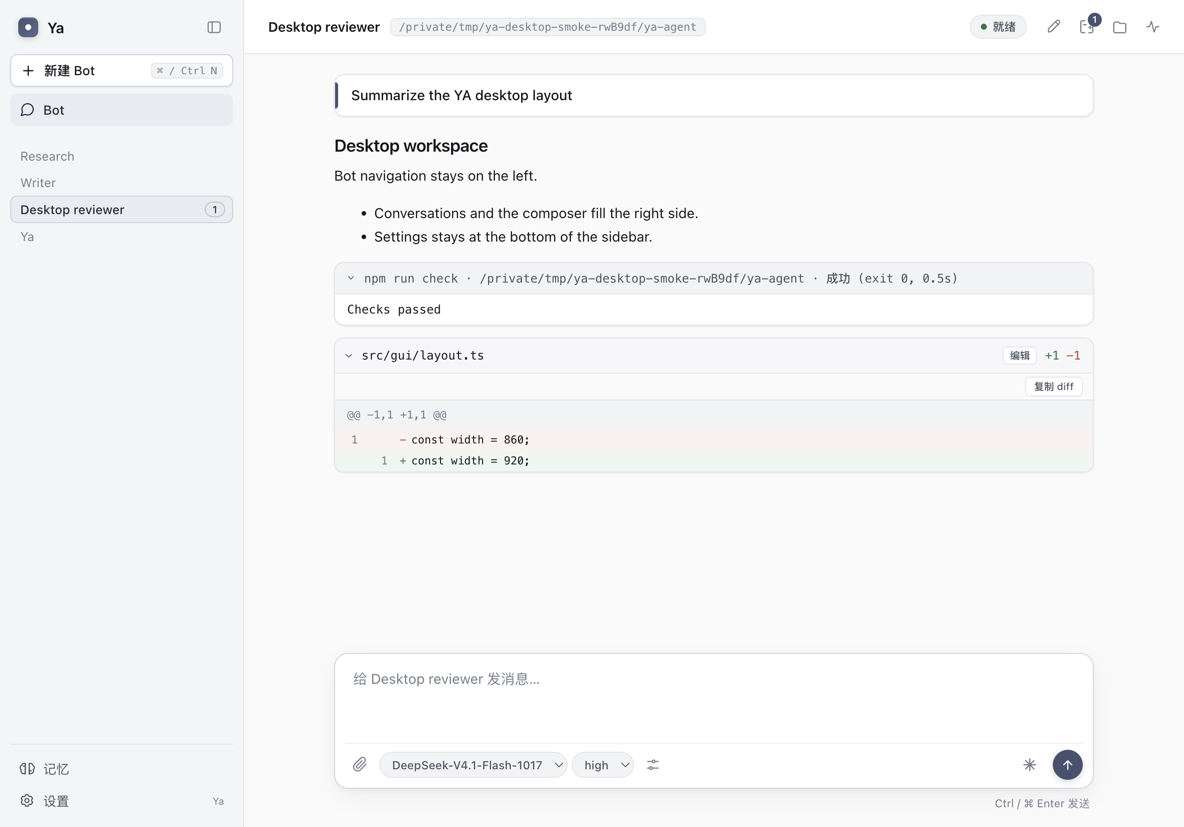 Ya
新建 Bot
⌘ / Ctrl N
Bot
Research
Writer
Desktop reviewer 1
Ya
记忆
设置 Ya
Desktop reviewer /private/tmp/ya-desktop-smoke-rwB9df/ya-agent
就绪
1
Summarize the YA desktop layout
Desktop workspace
Bot navigation stays on the left.
• Conversations and the composer fill the right side.
• Settings stays at the bottom of the sidebar.
npm run check · /private/tmp/ya-desktop-smoke-rwB9df/ya-agent · 成功 (exit 0, 0.5s)
Checks passed
src/gui/layout.ts 编辑 +1 −1
复制 diff
@@ −1,1 +1,1 @@
1 − const width = 860;
1 + const width = 920;
给 Desktop reviewer 发消息…
DeepSeek-V4.1-Flash-1017 high
Ctrl / ⌘ Enter 发送